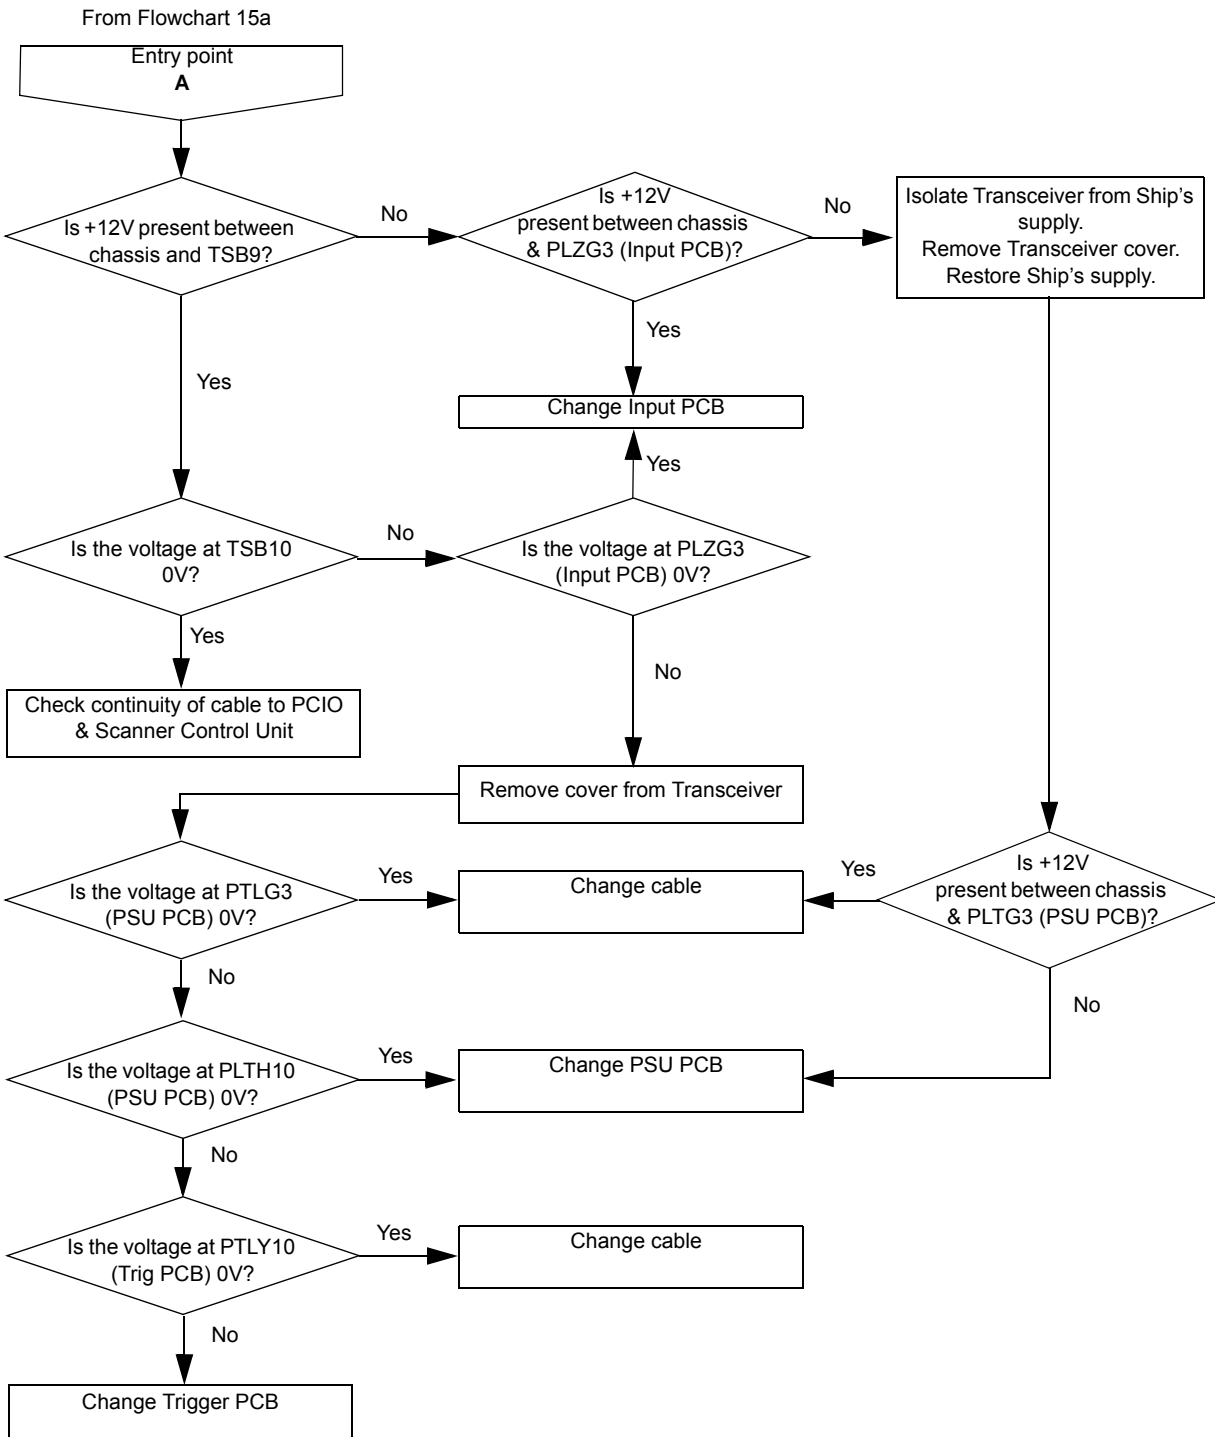 From Flowchart 15a
Entry point
A
Is +12V present between
chassis and TSB9?
No
Is +12V
present between chassis
& PLZG3 (Input PCB)?
No
Isolate Transceiver from Ship's
supply.
Remove Transceiver cover.
Restore Ship's supply.
Yes
Yes
Change Input PCB
Yes
Is the voltage at TSB10
0V?
No
Is the voltage at PLZG3
(Input PCB) 0V?
Yes
No
Check continuity of cable to PCIO
& Scanner Control Unit
Remove cover from Transceiver
Is the voltage at PTLG3
(PSU PCB) 0V?
Yes
Change cable
Yes
Is +12V
present between chassis
& PLTG3 (PSU PCB)?
No
No
Is the voltage at PLTH10
(PSU PCB) 0V?
Yes
Change PSU PCB
No
Is the voltage at PTLY10
(Trig PCB) 0V?
Yes
Change cable
No
Change Trigger PCB